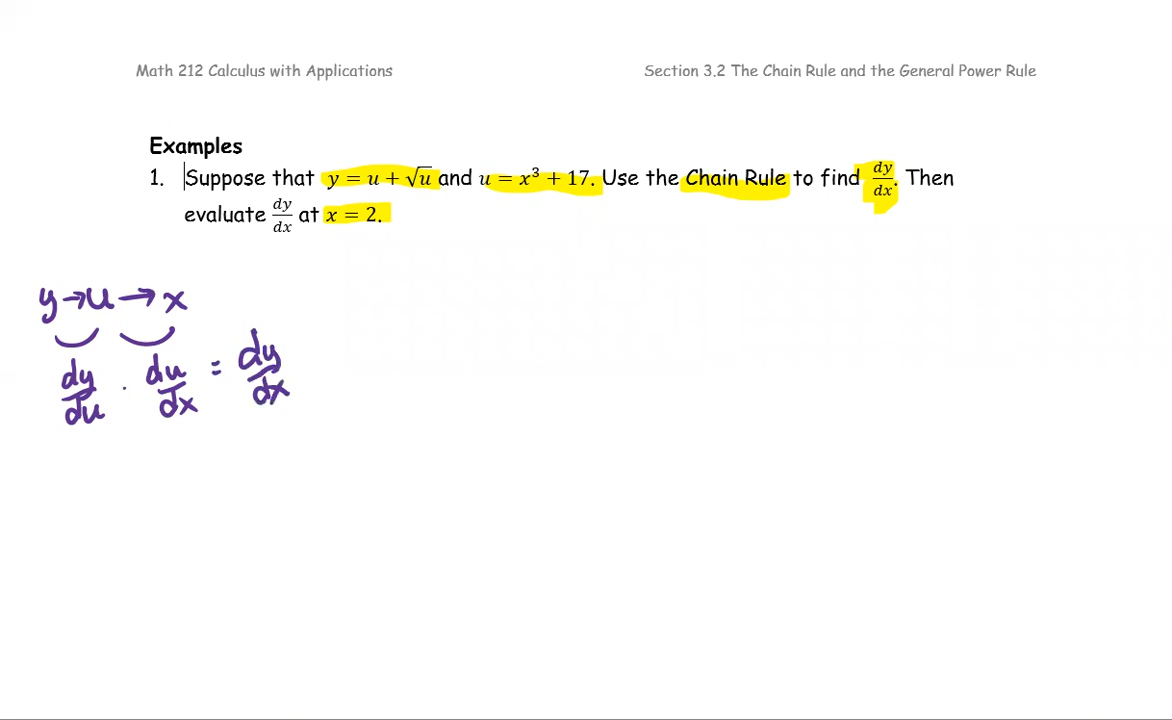 Math 212 Calculus with Applications Section 3.2 The Chain Rule and the General Power Rule
Examples
1. Suppose that y = u + √u and u = x³ + 17. Use the Chain Rule to find dy/dx. Then
evaluate dy/dx at x = 2.
y→u→x
dy/du · du/dx = dy/dx